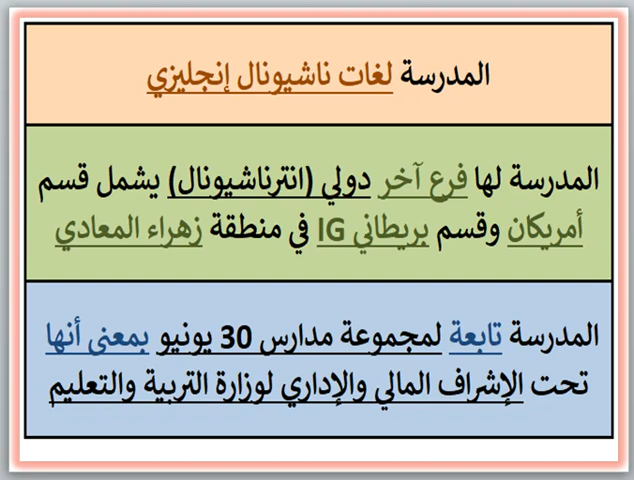 المدرسة لغات ناشيونال إنجليزي
المدرسة لها فرع آخر دولي (انترناشيونال) يشمل قسم
أمريكان وقسم بريطاني IG في منطقة زهراء المعادي
المدرسة تابعة لمجموعة مدارس 30 يونيو بمعنى أنها
تحت الإشراف المالي والإداري لوزارة التربية والتعليم